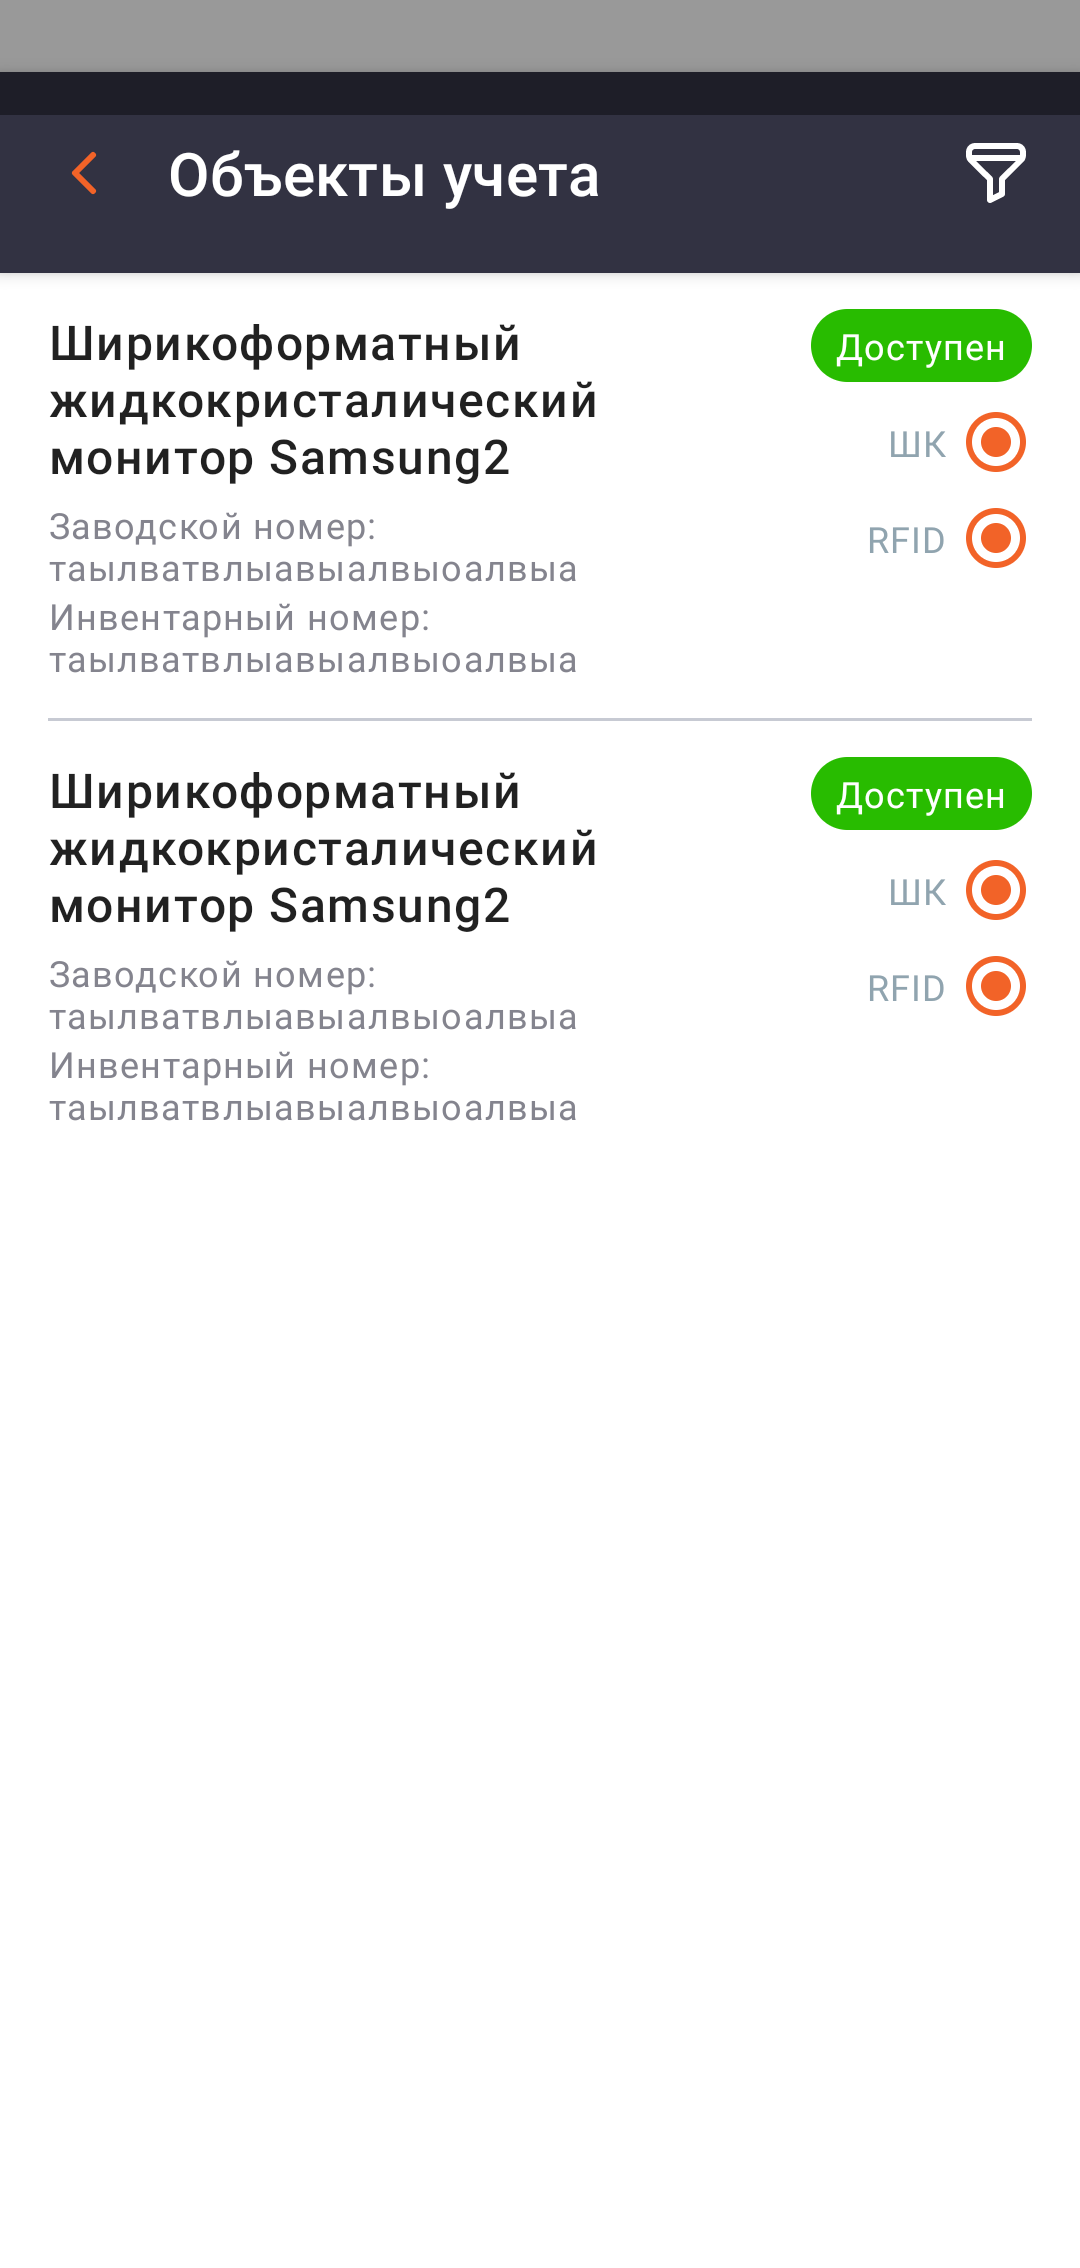 Объекты учета
Ширикоформатный
жидкокристалический
монитор Samsung2
Доступен
ШК
RFID
Заводской номер:
таылватвлыавыалвыоалвыа
Инвентарный номер:
таылватвлыавыалвыоалвыа
Ширикоформатный
жидкокристалический
монитор Samsung2
Доступен
ШК
RFID
Заводской номер:
таылватвлыавыалвыоалвыа
Инвентарный номер:
таылватвлыавыалвыоалвыа